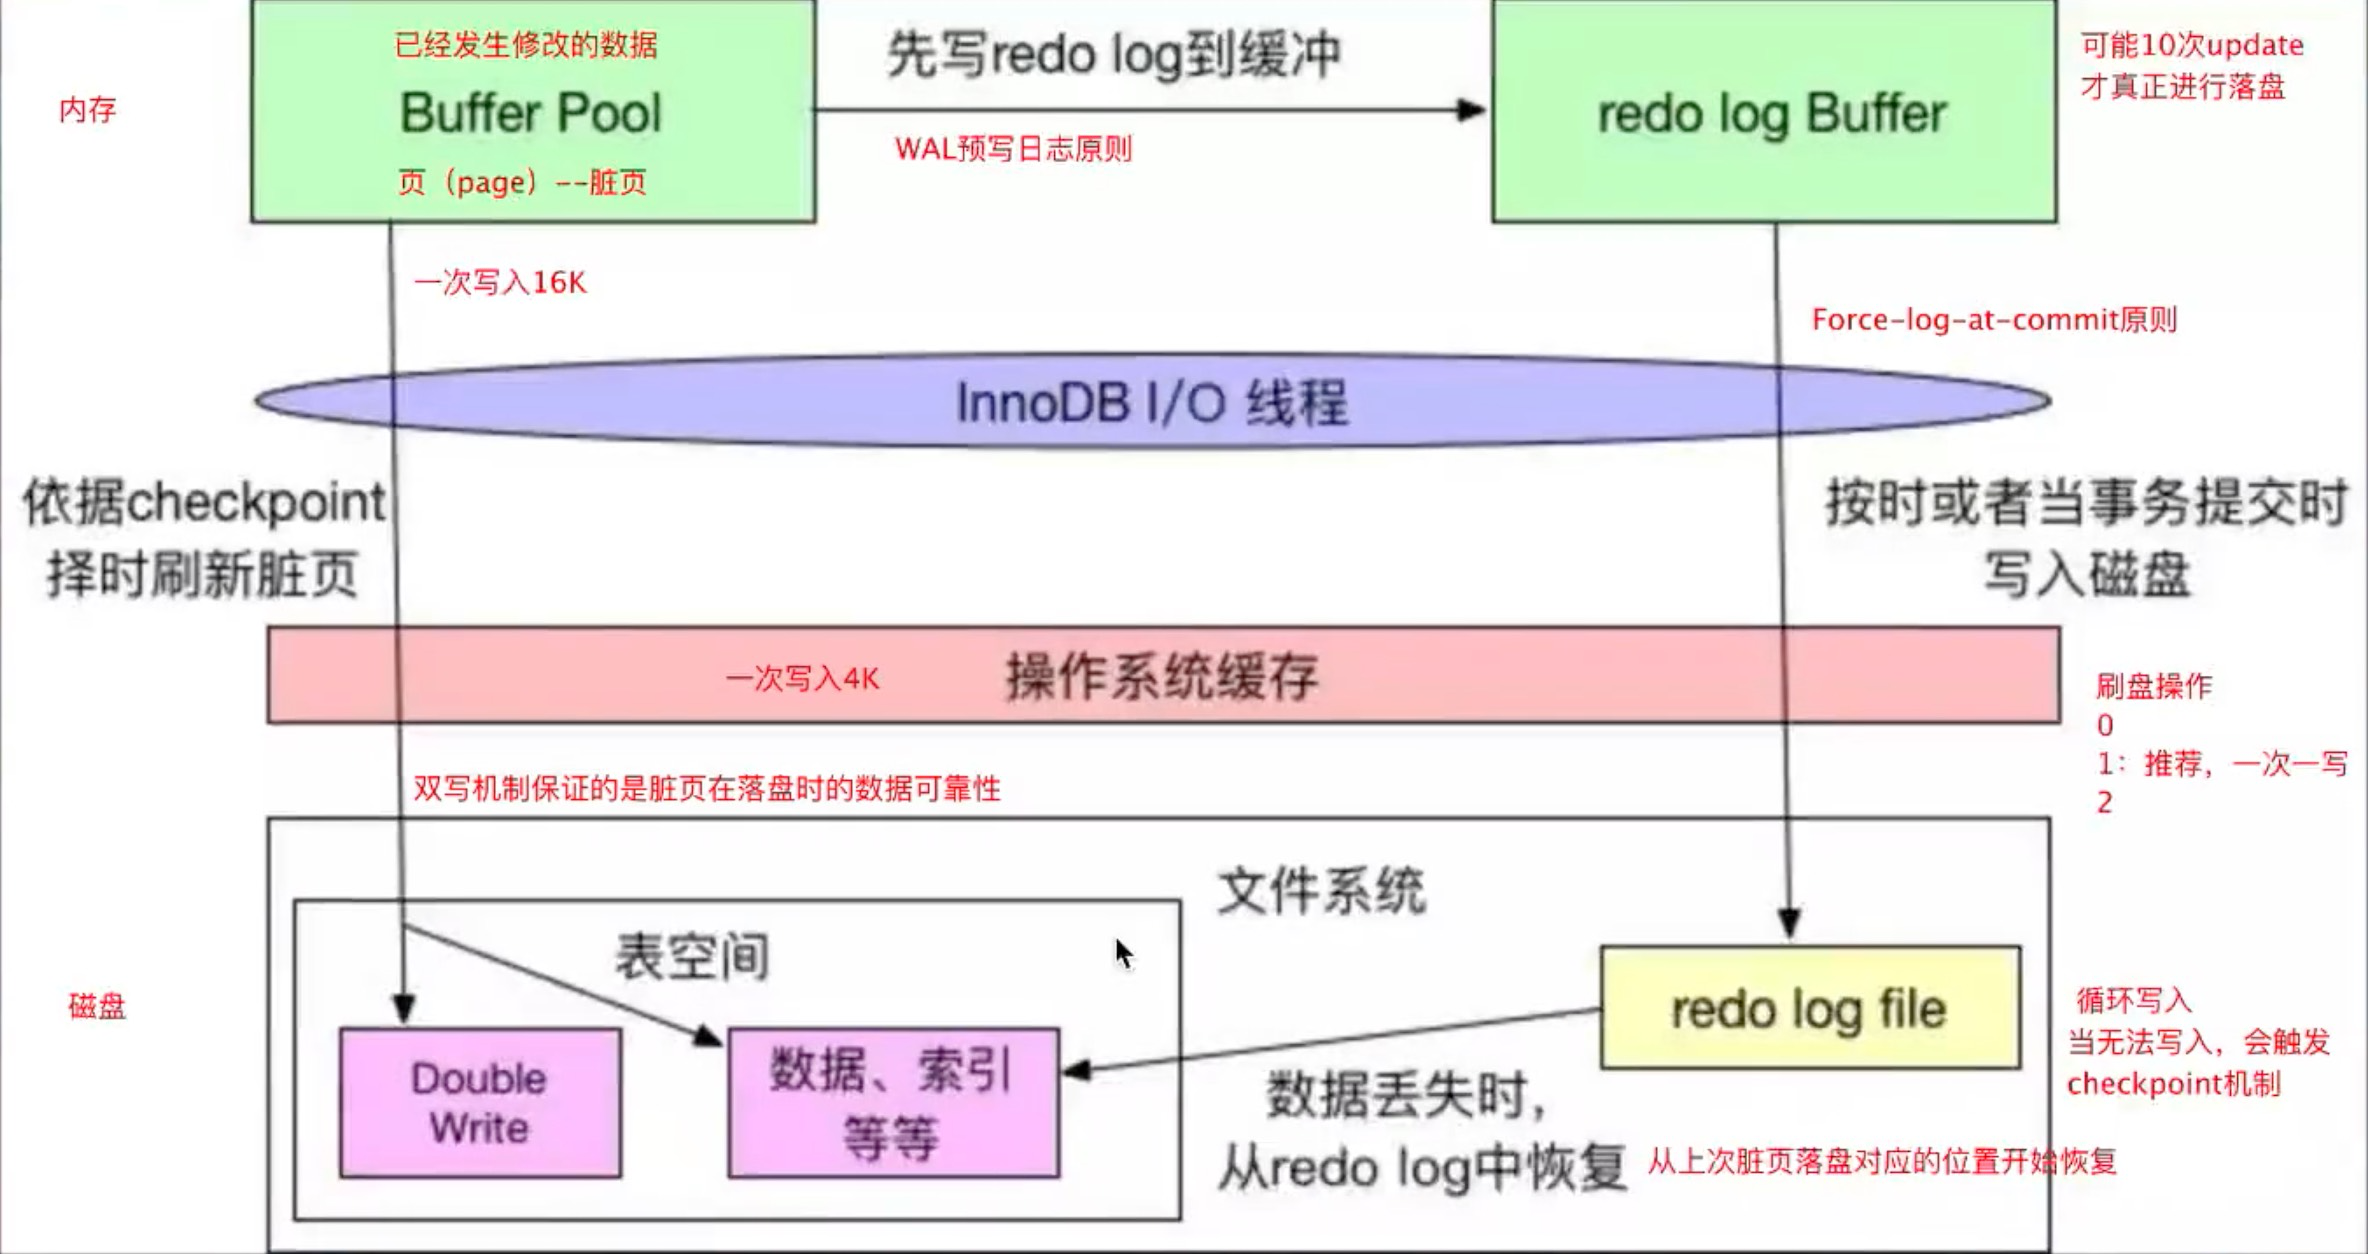 已经发生修改的数据
先写redo log到缓冲
可能10次update
才真正进行落盘
内存
Buffer Pool
redo log Buffer
WAL预写日志原则
页（page）--脏页
一次写入16K
Force-log-at-commit原则
InnoDB I/O 线程
依据checkpoint
择时刷新脏页
按时或者当事务提交时
写入磁盘
一次写入4K
操作系统缓存
刷盘操作
0
1：推荐，一次一写
2
双写机制保证的是脏页在落盘时的数据可靠性
文件系统
表空间
磁盘
Double
Write
数据、索引
等等
redo log file
循环写入
当无法写入，会触发
checkpoint机制
数据丢失时，
从redo log中恢复
从上次脏页落盘对应的位置开始恢复